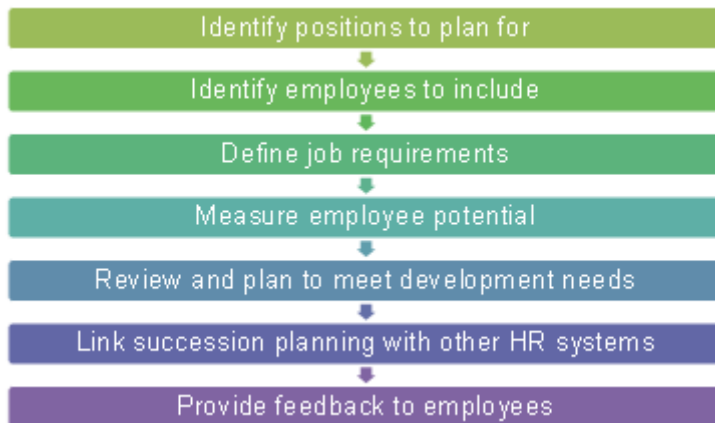 Identify positions to plan for
Identify employees to include
Define job requirements
Measure employee potential
Review and plan to meet development needs
Link succession planning with other HR systems
Provide feedback to employees